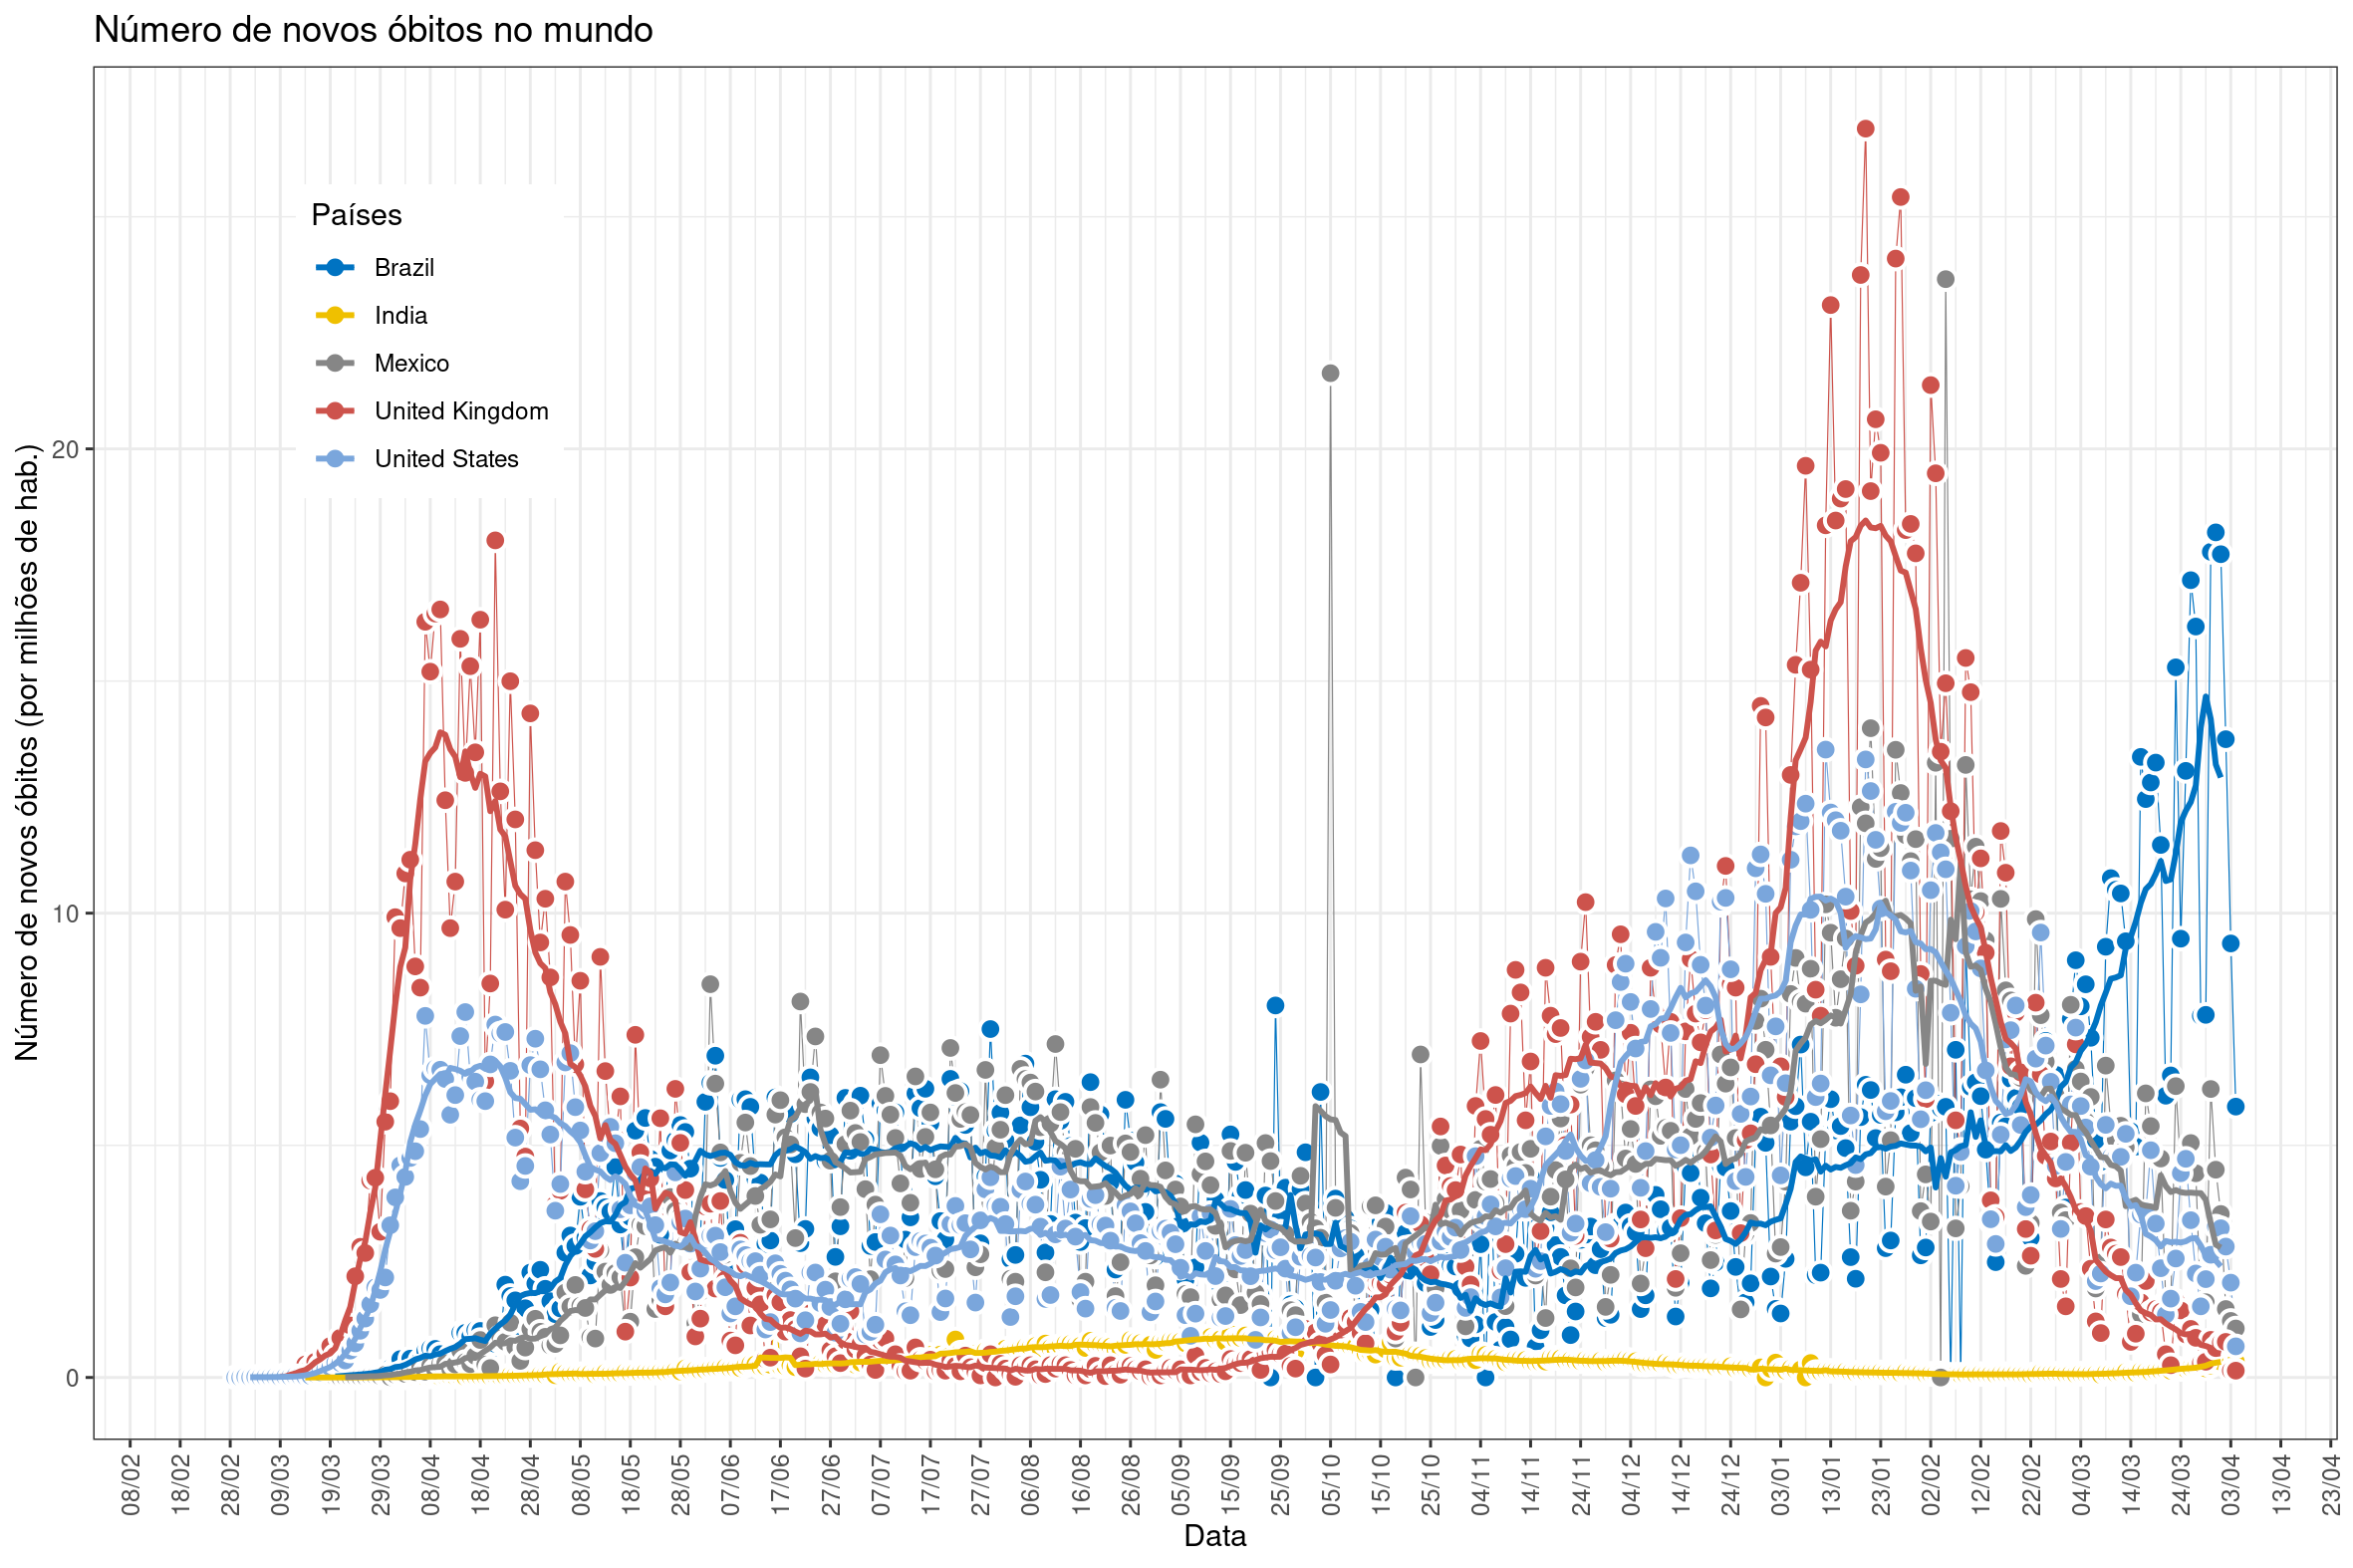 Número de novos óbitos no mundo
Países
Brazil
India
Mexico
United Kingdom
United States
Número de novos óbitos (por milhões de hab.)
20
10
0
08/02 18/02 28/02 09/03 19/03 29/03 08/04 18/04 28/04 08/05 18/05 28/05 07/06 17/06 27/06 07/07 17/07 27/07 06/08 16/08 26/08 05/09 15/09 25/09 05/10 15/10 25/10 04/11 14/11 24/11 04/12 14/12 24/12 03/01 13/01 23/01 02/02 12/02 22/02 04/03 14/03 24/03 03/04 13/04 23/04
Data